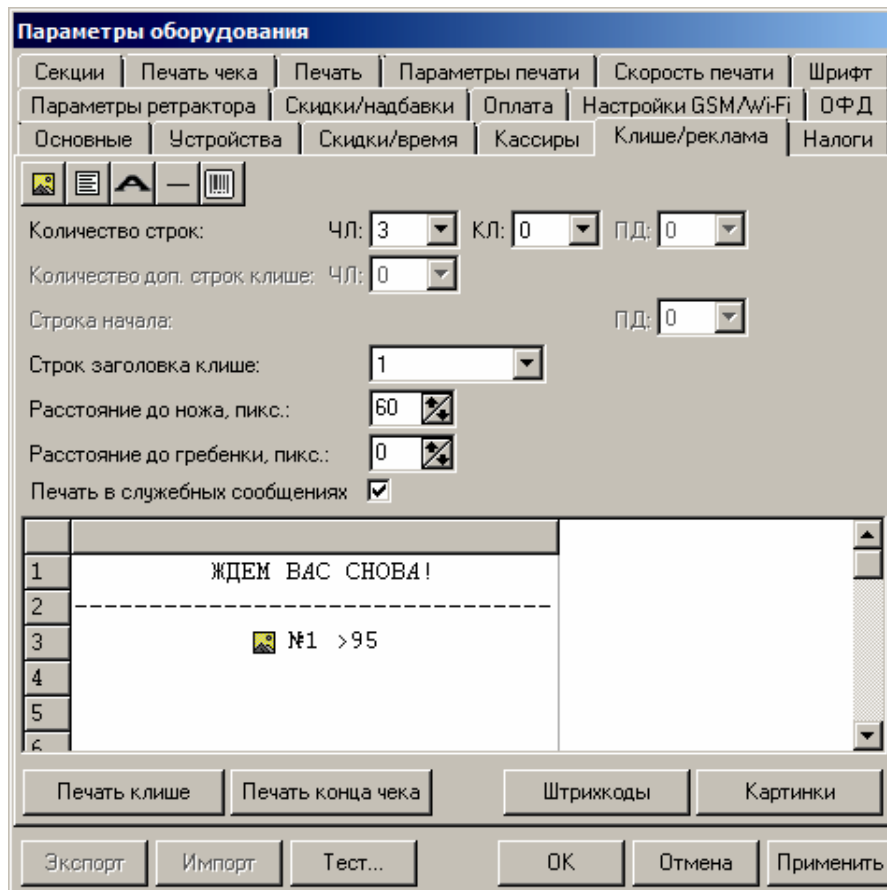 Параметры оборудования
Секции Печать чека Печать Параметры печати Скорость печати Шрифт
Параметры ретрактора Скидки/надбавки Оплата Настройки GSM/Wi-Fi ОФД
Основные Устройства Скидки/время Кассиры Клише/реклама Налоги
Количество строк: ЧЛ: 3 КЛ: 0 ПД: 0
Количество доп. строк клише: ЧЛ: 0
Строка начала: ПД: 0
Строк заголовка клише: 1
Расстояние до ножа, пикс.: 60
Расстояние до гребенки, пикс.: 0
Печать в служебных сообщениях
1 ЖДЕМ ВАС СНОВА!
2 --------------------------------
3 №1 >95
4
5
6
Печать клише Печать конца чека Штрихкоды Картинки
Экспорт Импорт Тест... ОК Отмена Применить